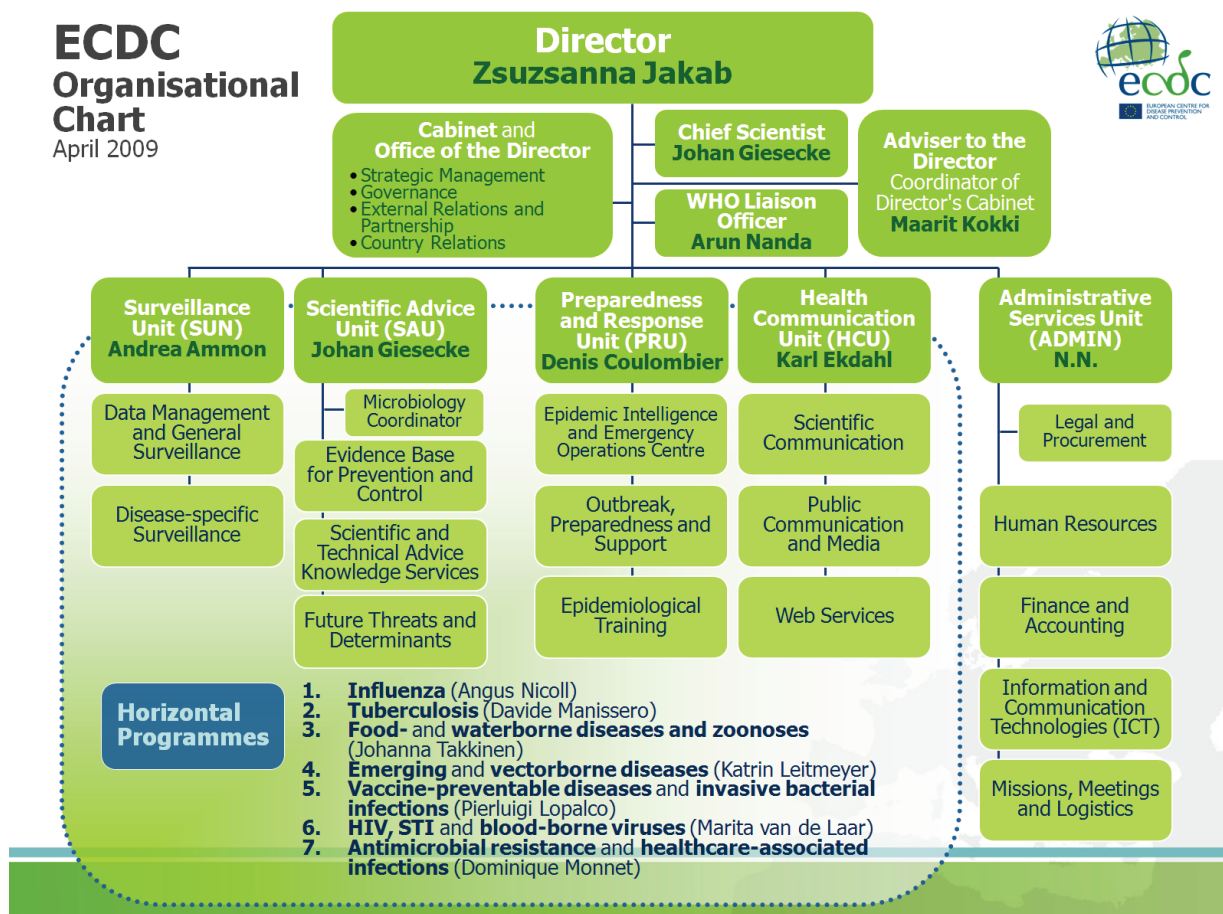 ECDC
Organisational
Chart
April 2009
Director
Zsuzsanna Jakab
ecdc
EUROPEAN CENTRE FOR
DISEASE PREVENTION
AND CONTROL
Cabinet and
Office of the Director
• Strategic Management
• Governance
• External Relations and
Partnership
• Country Relations
Chief Scientist
Johan Giesecke
WHO Liaison
Officer
Arun Nanda
Adviser to the
Director
Coordinator of
Director's Cabinet
Maarit Kokki
Surveillance
Unit (SUN)
Andrea Ammon
Data Management
and General
Surveillance
Disease-specific
Surveillance
Scientific Advice
Unit (SAU)
Johan Giesecke
Microbiology
Coordinator
Evidence Base
for Prevention and
Control
Scientific and
Technical Advice
Knowledge Services
Future Threats and
Determinants
Preparedness
and Response
Unit (PRU)
Denis Coulombier
Epidemic Intelligence
and Emergency
Operations Centre
Outbreak,
Preparedness and
Support
Epidemiological
Training
Health
Communication
Unit (HCU)
Karl Ekdahl
Scientific
Communication
Public
Communication
and Media
Web Services
Administrative
Services Unit
(ADMIN)
N.N.
Legal and
Procurement
Human Resources
Finance and
Accounting
Information and
Communication
Technologies (ICT)
Missions, Meetings
and Logistics
Horizontal
Programmes
1. Influenza (Angus Nicoll)
2. Tuberculosis (Davide Manissero)
3. Food- and waterborne diseases and zoonoses
(Johanna Takkinen)
4. Emerging and vectorborne diseases (Katrin Leitmeyer)
5. Vaccine-preventable diseases and invasive bacterial
infections (Pierluigi Lopalco)
6. HIV, STI and blood-borne viruses (Marita van de Laar)
7. Antimicrobial resistance and healthcare-associated
infections (Dominique Monnet)